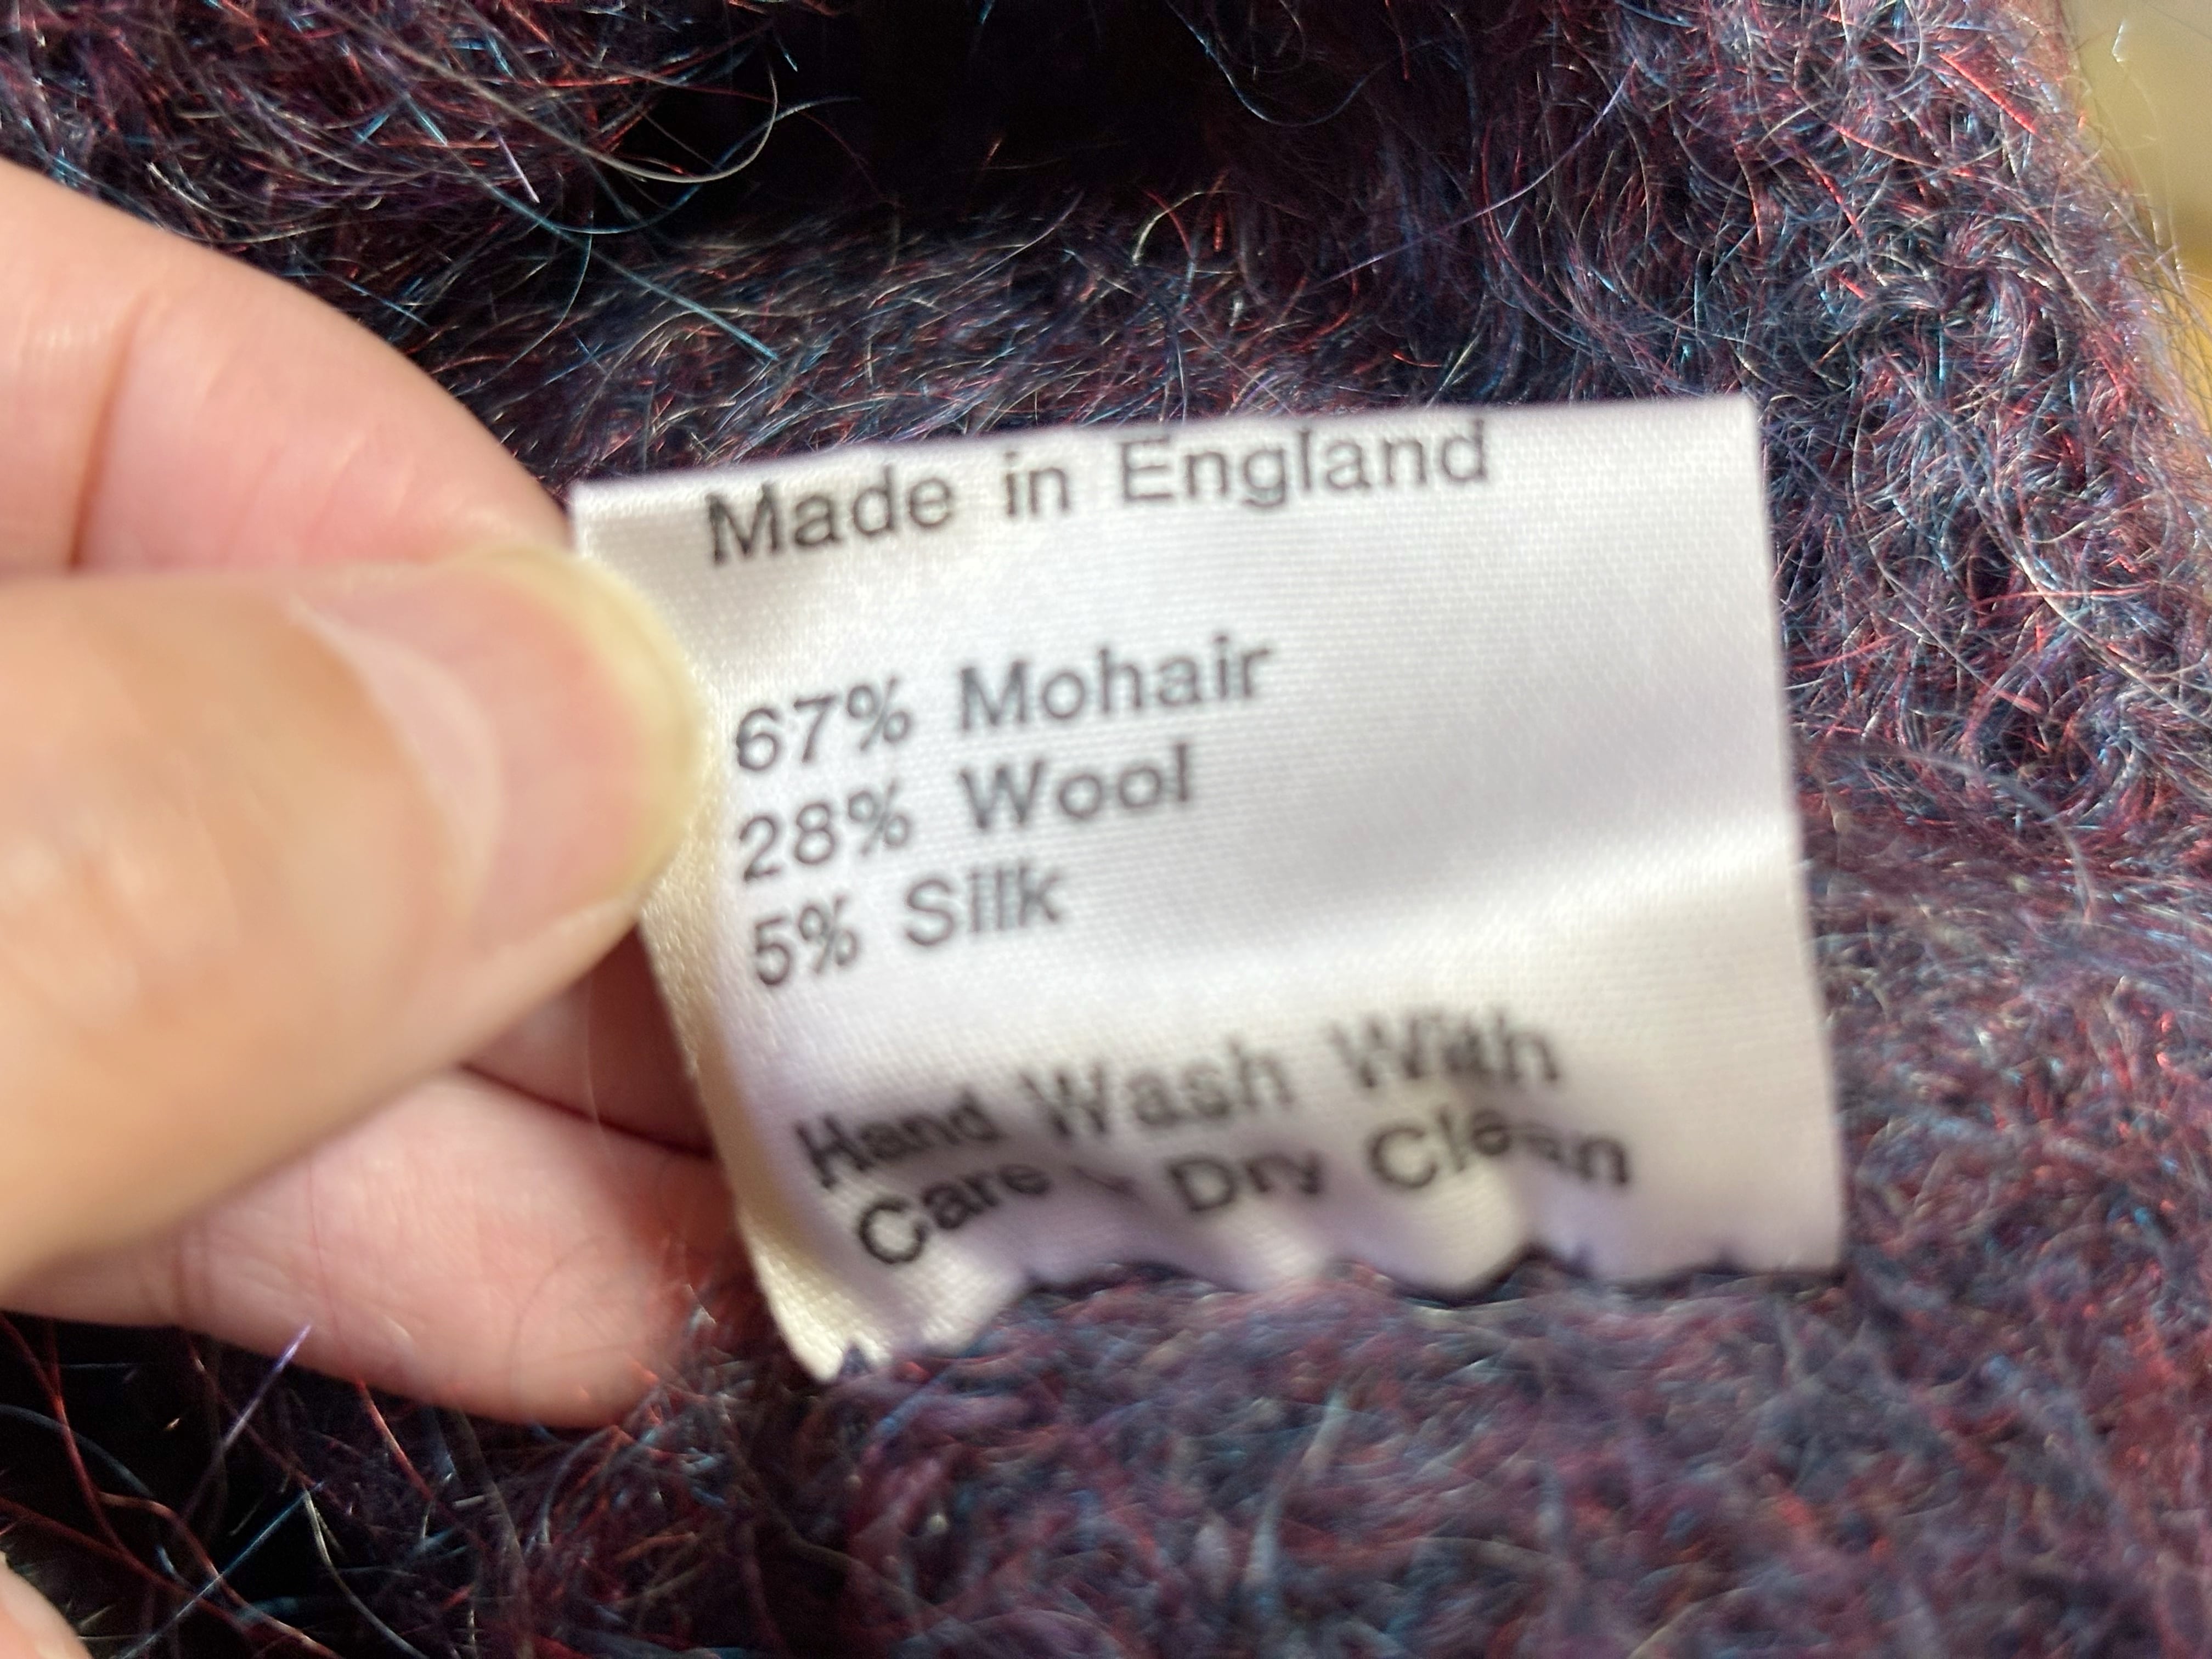 Made in England
67% Mohair
28% Wool
5% Silk
Hand Wash With
Care - Dry Clean